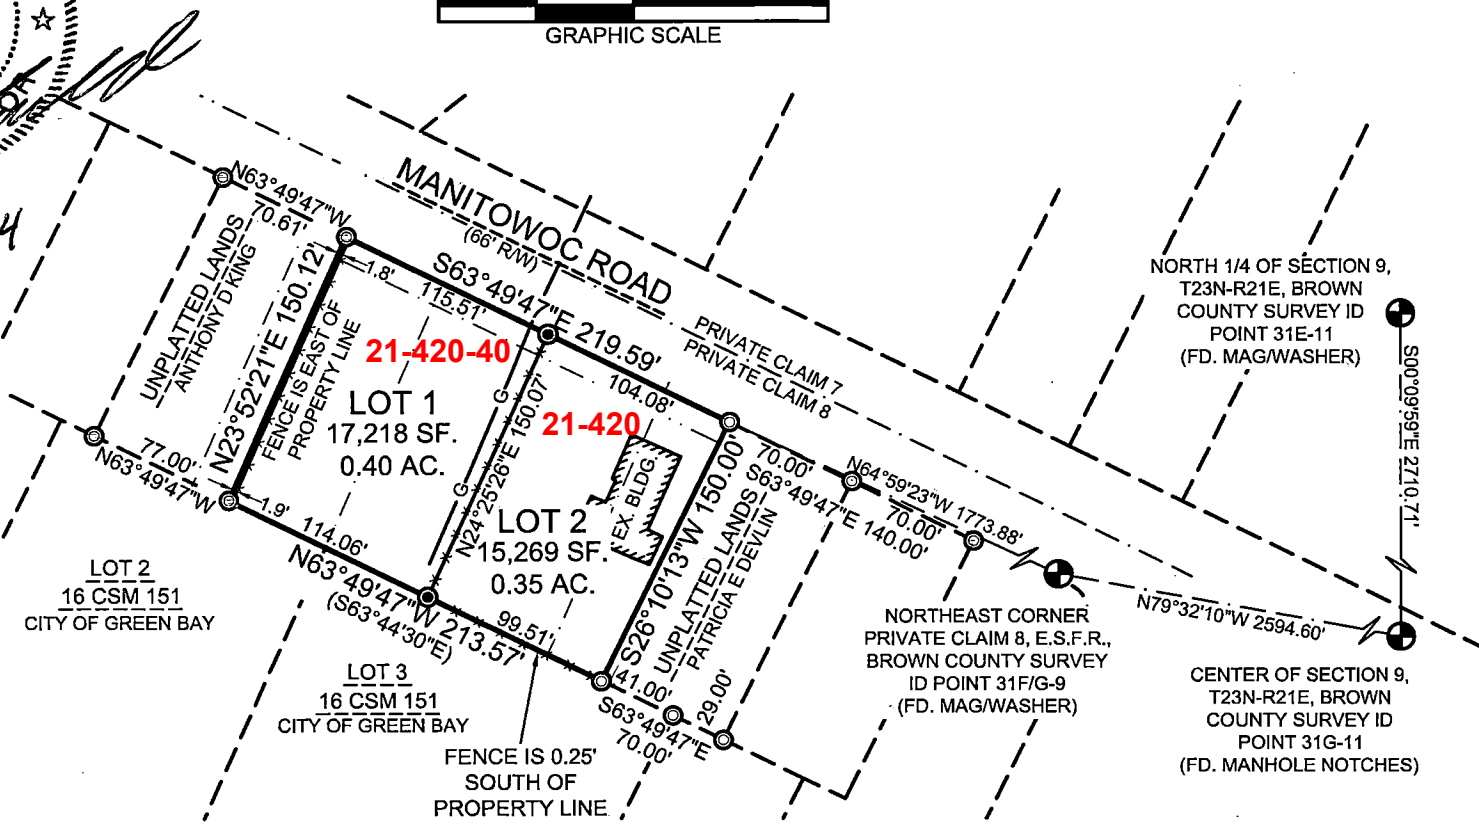 GRAPHIC SCALE
N63°49'47"W
70.61'
MANITOWOC ROAD
(66' R/W)
UNPLATTED LANDS
ANTHONY D KING
N23°52'21"E 150.12'
FENCE IS EAST OF
PROPERTY LINE
1.8'
S63°49'47"E 219.59'
115.51'
21-420-40
LOT 1
17,218 SF.
0.40 AC.
G
G
N24°25'26"E 150.07'
104.08'
21-420
EX. BLDG.
LOT 2
15,269 SF.
0.35 AC.
PRIVATE CLAIM 7
PRIVATE CLAIM 8
S26°10'13"W 150.00'
UNPLATTED LANDS
PATRICIA E DEVLIN
70.00'
S63°49'47"E 140.00'
N64°59'23"W 1773.88'
70.00'
77.00'
N63°49'47"W
1.9'
114.06'
N63°49'47"W 213.57'
(S63°44'30"E)
99.51'
41.00'
29.00'
S63°49'47"E
70.00'
LOT 2
16 CSM 151
CITY OF GREEN BAY
LOT 3
16 CSM 151
CITY OF GREEN BAY
FENCE IS 0.25'
SOUTH OF
PROPERTY LINE
NORTH 1/4 OF SECTION 9,
T23N-R21E, BROWN
COUNTY SURVEY ID
POINT 31E-11
(FD. MAG/WASHER)
S00°09'59"E 2710.71'
N79°32'10"W 2594.60'
NORTHEAST CORNER
PRIVATE CLAIM 8, E.S.F.R.,
BROWN COUNTY SURVEY
ID POINT 31F/G-9
(FD. MAG/WASHER)
CENTER OF SECTION 9,
T23N-R21E, BROWN
COUNTY SURVEY ID
POINT 31G-11
(FD. MANHOLE NOTCHES)